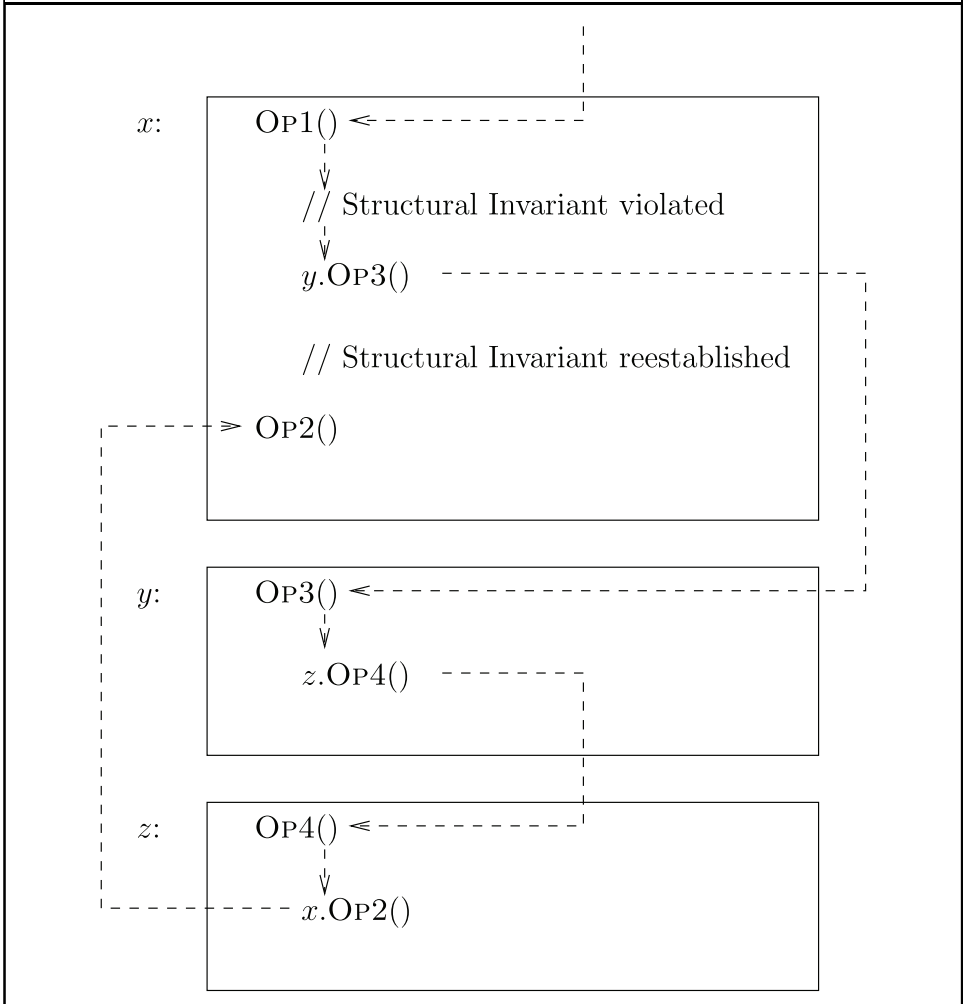 x: Op1()
// Structural Invariant violated
y.Op3()
// Structural Invariant reestablished
Op2()
y: Op3()
z.Op4()
z: Op4()
x.Op2()